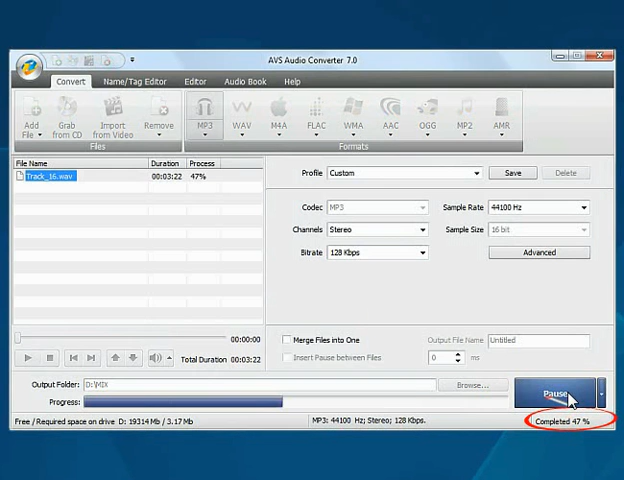 AVS Audio Converter 7.0
Convert Name/Tag Editor Editor Audio Book Help
Add File Grab from CD Import from Video Remove MP3 WAV M4A FLAC WMA AAC OGG MP2 AMR
Files Formats
File Name Duration Process
Track_16.wav 00:03:22 47%
Profile Custom Save Delete
Codec MP3 Sample Rate 44100 Hz
Channels Stereo Sample Size 16 bit
Bitrate 128 Kbps Advanced
00:00:00
Merge Files into One Output File Name Untitled
Total Duration 00:03:22 Insert Pause between Files 0 ms
Output Folder: D:\MIX Browse...
Progress: Pause
Free / Required space on drive D: 19314 Mb / 3.17 Mb MP3: 44100 Hz; Stereo; 128 Kbps. Completed 47 %